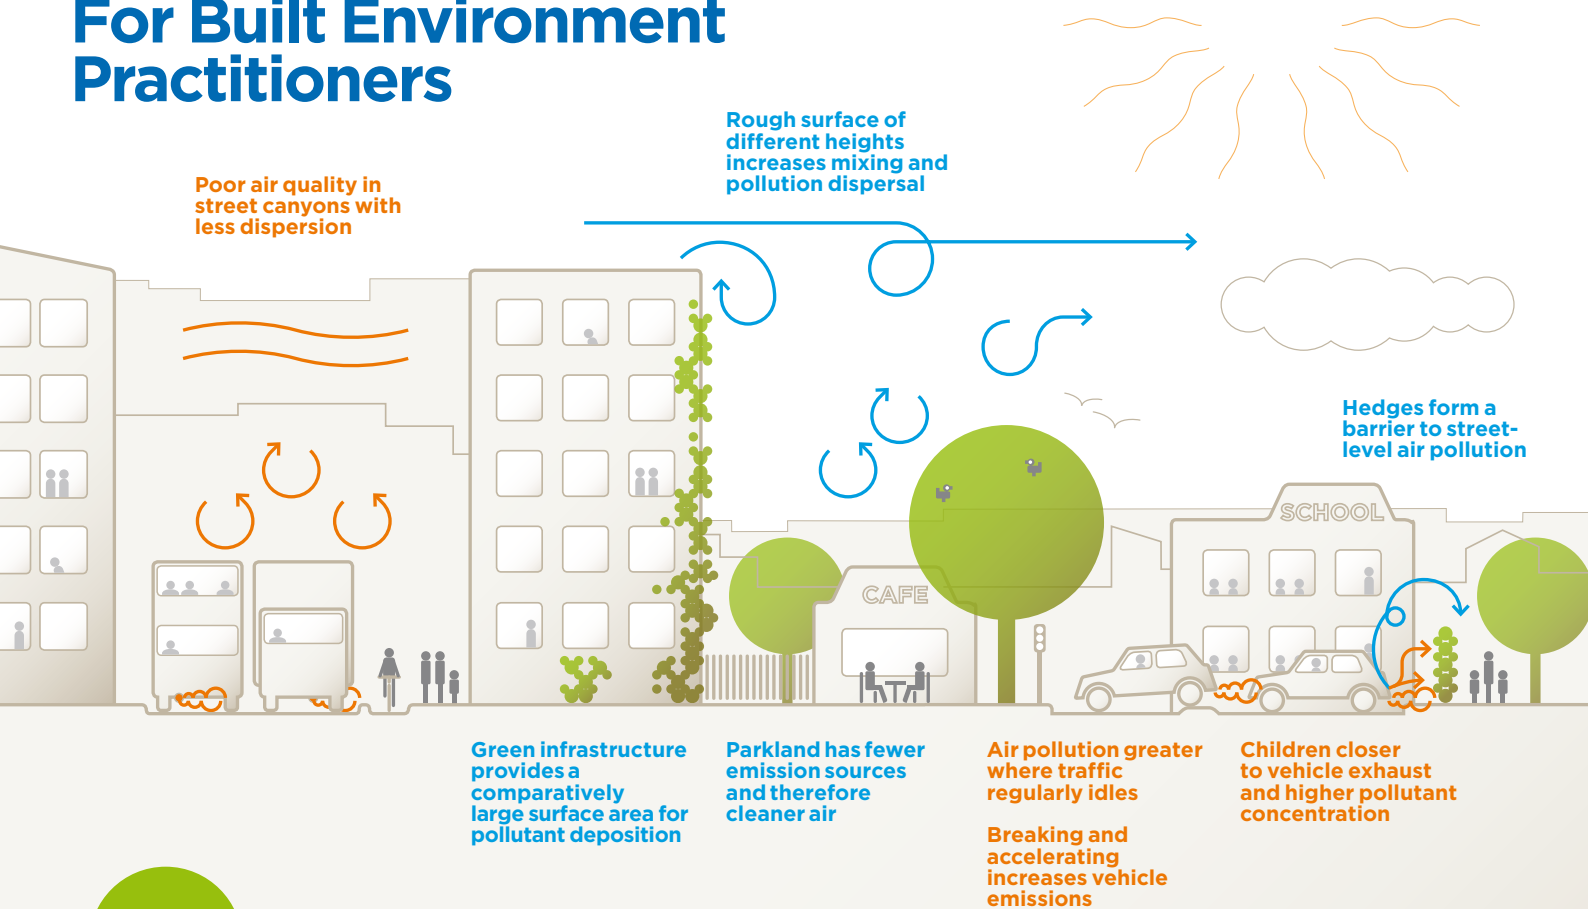 For Built Environment
Practitioners
Rough surface of
different heights
increases mixing and
pollution dispersal
Poor air quality in
street canyons with
less dispersion
Hedges form a
barrier to street-
level air pollution
SCHOOL
CAFE
Green infrastructure
provides a
comparatively
large surface area for
pollutant deposition
Parkland has fewer
emission sources
and therefore
cleaner air
Air pollution greater
where traffic
regularly idles
Breaking and
accelerating
increases vehicle
emissions
Children closer
to vehicle exhaust
and higher pollutant
concentration